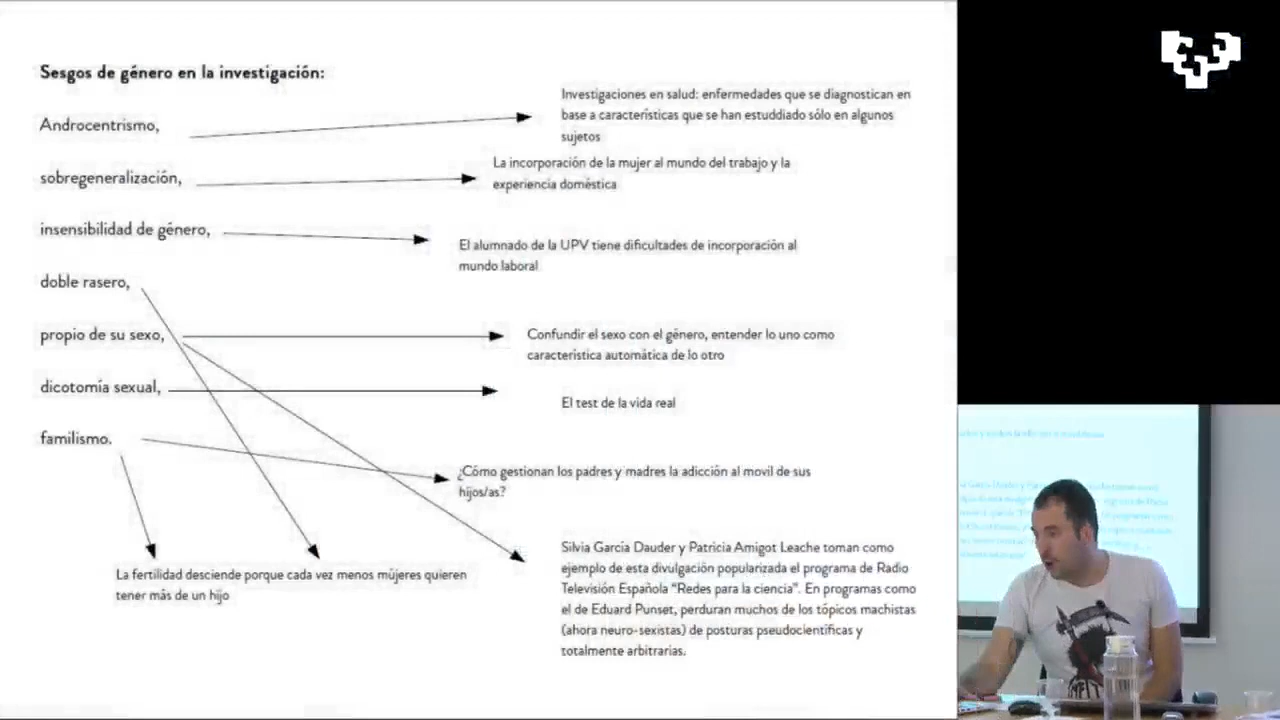 Sesgos de género en la investigación:
Androcentrismo,
sobregeneralización,
insensibilidad de género,
doble rasero,
propio de su sexo,
dicotomía sexual,
familismo.
Investigaciones en salud: enfermedades que se diagnostican en
base a características que se han estuddiado sólo en algunos
sujetos
La incorporación de la mujer al mundo del trabajo y la
experiencia doméstica
El alumnado de la UPV tiene dificultades de incorporación al
mundo laboral
Confundir el sexo con el género, entender lo uno como
característica automática de lo otro
El test de la vida real
¿Cómo gestionan los padres y madres la adicción al movil de sus
hijos/as?
La fertilidad desciende porque cada vez menos müjeres quieren
tener más de un hijo
Silvia García Dauder y Patricia Amigot Leache toman como
ejemplo de esta divulgación popularizada el programa de Radio
Televisión Española “Redes para la ciencia”. En programas como
el de Eduard Punset, perduran muchos de los tópicos machistas
(ahora neuro-sexistas) de posturas pseudocientíficas y
totalmente arbitrarias.